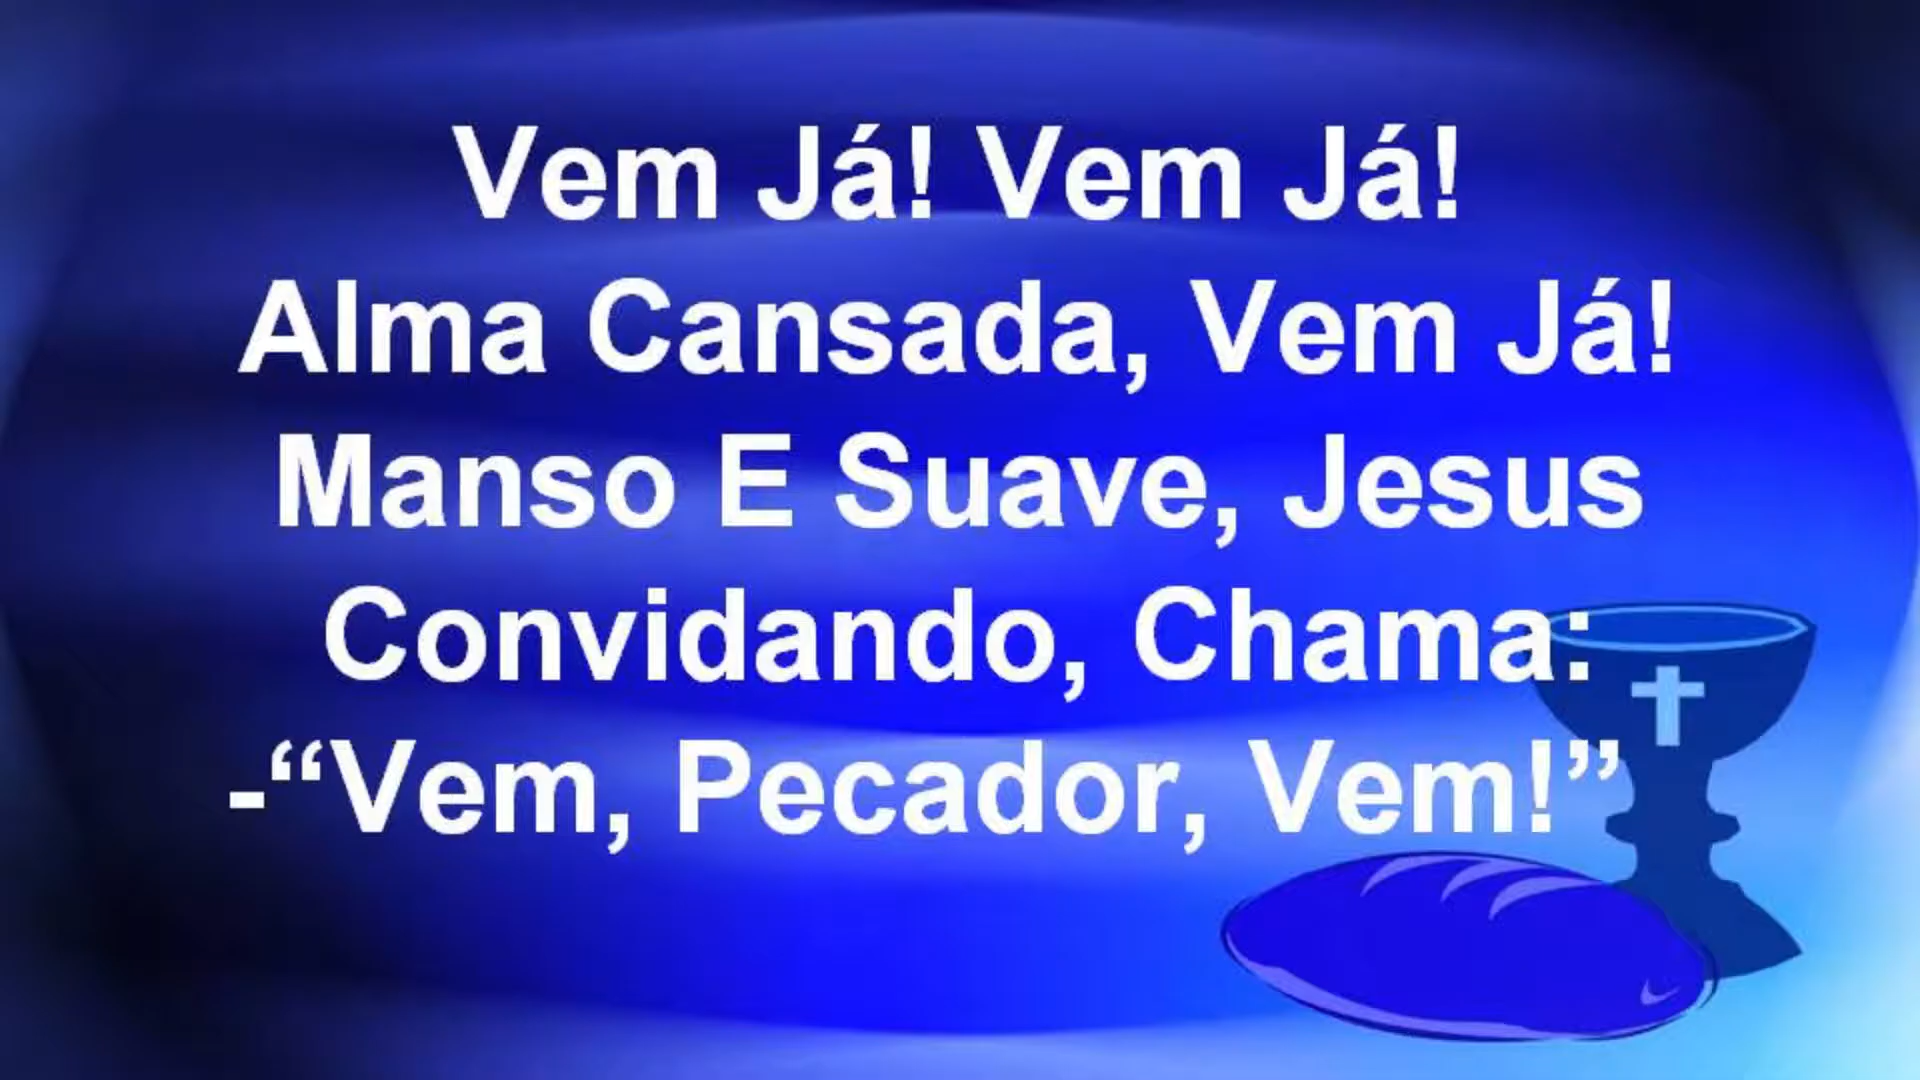 Vem Já! Vem Já!
Alma Cansada, Vem Já!
Manso E Suave, Jesus
Convidando, Chama:
-“Vem, Pecador, Vem!”